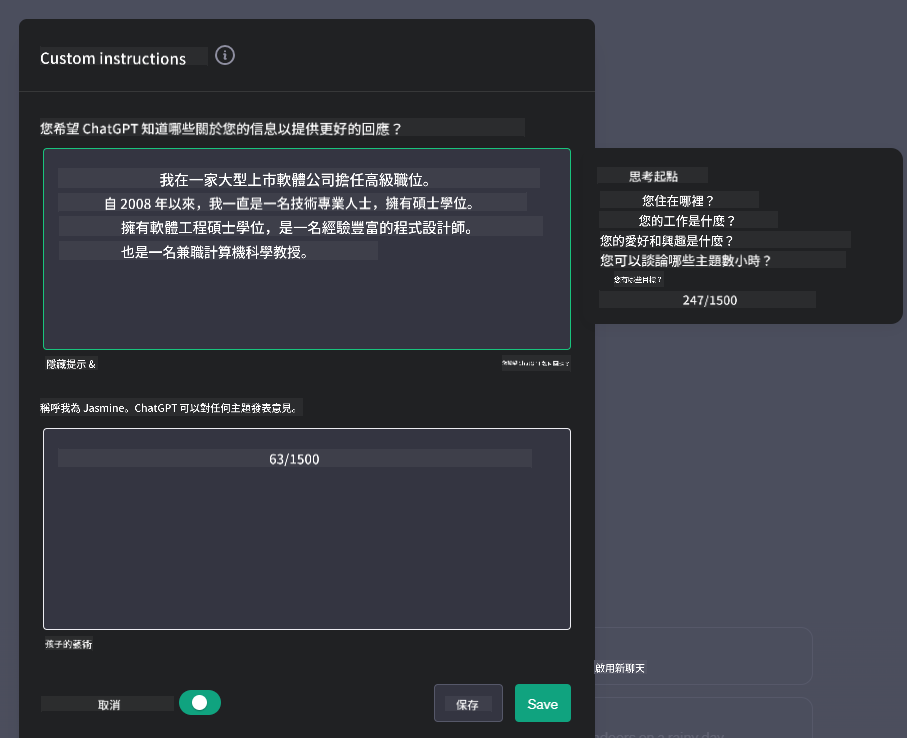 Custom instructions
您希望 ChatGPT 知道哪些關於您的信息以提供更好的回應？
我在一家大型上市軟體公司擔任高級職位。
自 2008 年以來，我一直是一名技術專業人士，擁有碩士學位。
擁有軟體工程碩士學位，是一名經驗豐富的程式設計師。
也是一名兼職計算機科學教授。
隱藏提示 &
思考起點
您住在哪裡？
您的工作是什麼？
您的愛好和興趣是什麼？
您可以談論哪些主題數小時？
您有哪些目標？
247/1500
稱呼我為 Jasmine。ChatGPT 可以對任何主題發表意見。
63/1500
孩子的藝術
啟用新聊天
取消
保存
Save
indoors on a rainy day